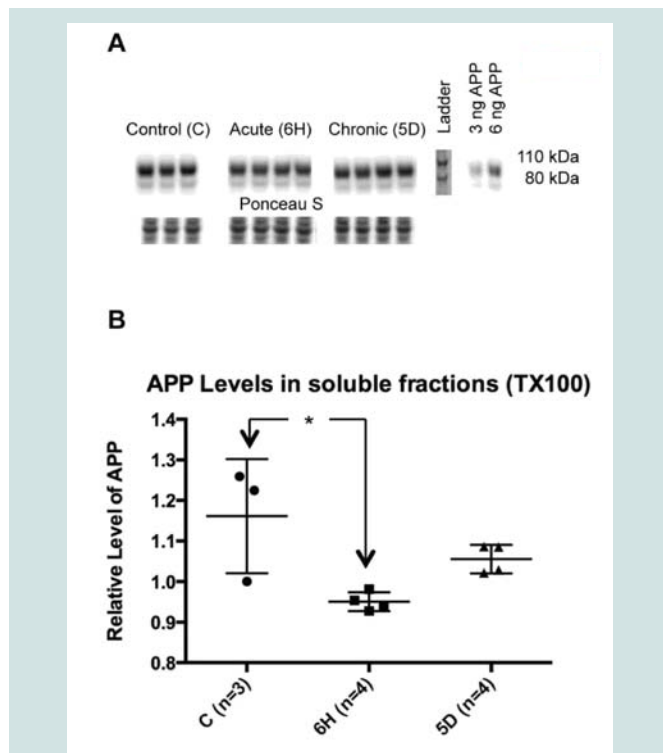 A
Control (C)
Acute (6H)
Chronic (5D)
Ladder
3 ng APP
6 ng APP
110 kDa
80 kDa
Ponceau S
B
APP Levels in soluble fractions (TX100)
Relative Level of APP
1.4
1.3
1.2
1.1
1.0
0.9
0.8
*
C (n=3)
6H (n=4)
5D (n=4)